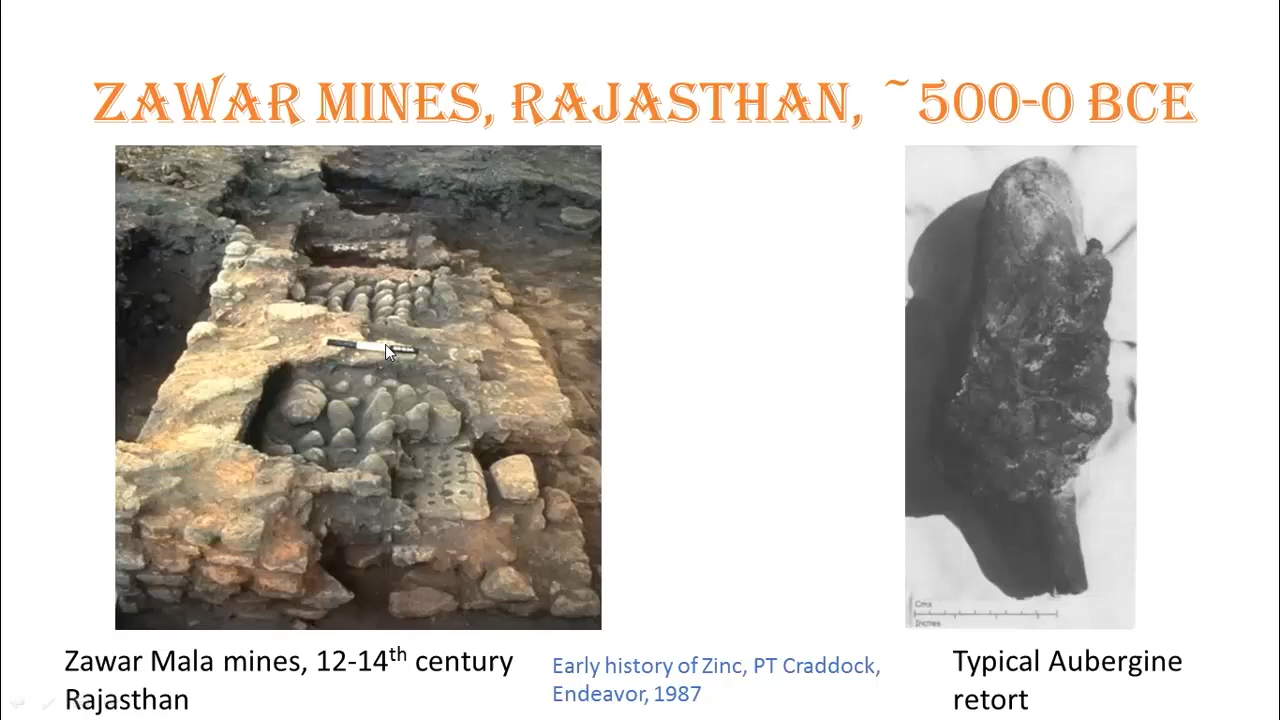 ZAWAR MINES, RAJASTHAN, ~500-0 BCE
Cms
Inches
Zawar Mala mines, 12-14th century
Rajasthan
Early history of Zinc, PT Craddock,
Endeavor, 1987
Typical Aubergine
retort